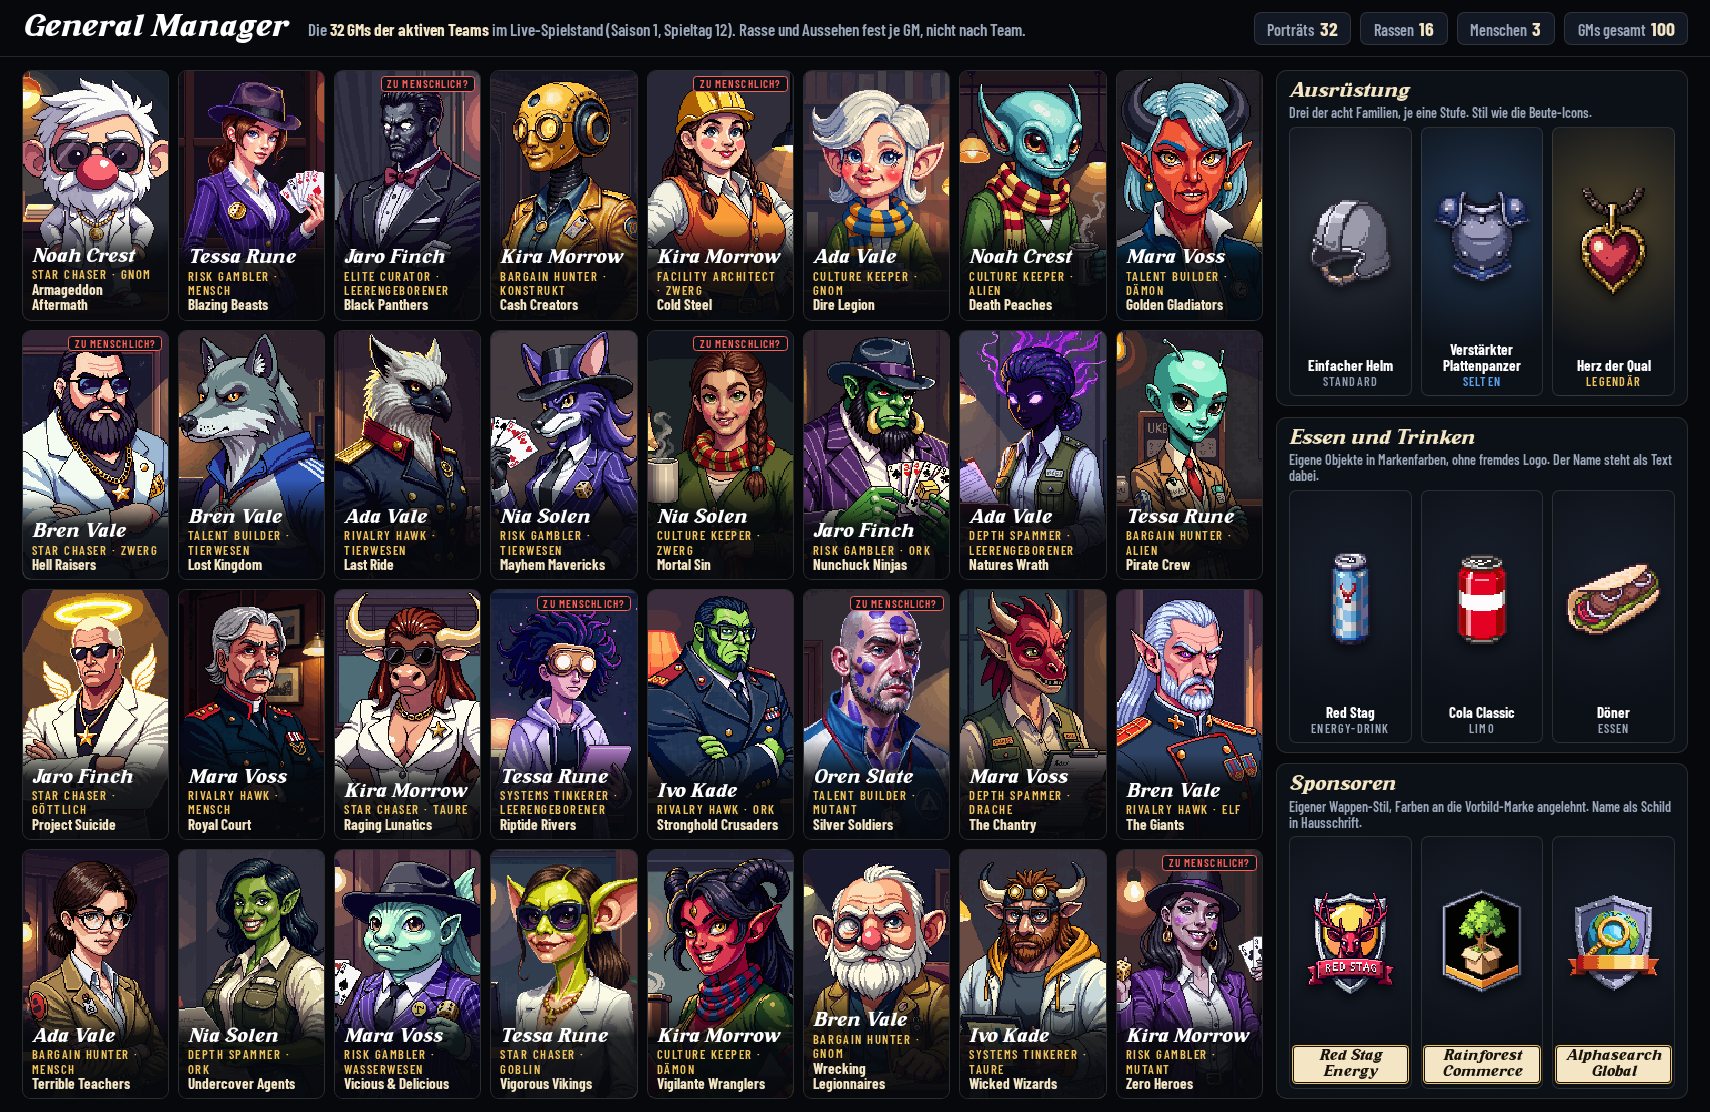 General Manager
Die 32 GMs der aktiven Teams im Live-Spielstand (Saison 1, Spieltag 12). Rasse und Aussehen fest je GM, nicht nach Team.
Porträts 32
Rassen 16
Menschen 3
GMs gesamt 100
Noah Crest
STAR CHASER · GNOM
Armageddon
Aftermath
Tessa Rune
RISK GAMBLER ·
MENSCH
Blazing Beasts
ZU MENSCHLICH?
Jaro Finch
ELITE CURATOR ·
LEERENGEBORENER
Black Panthers
Kira Morrow
BARGAIN HUNTER ·
KONSTRUKT
Cash Creators
ZU MENSCHLICH?
Kira Morrow
FACILITY ARCHITECT
· ZWERG
Cold Steel
Ada Vale
CULTURE KEEPER ·
GNOM
Dire Legion
Noah Crest
CULTURE KEEPER ·
ALIEN
Death Peaches
Mara Voss
TALENT BUILDER ·
DÄMON
Golden Gladiators
ZU MENSCHLICH?
Bren Vale
STAR CHASER · ZWERG
Hell Raisers
Bren Vale
TALENT BUILDER ·
TIERWESEN
Lost Kingdom
Ada Vale
RIVALRY HAWK ·
TIERWESEN
Last Ride
Nia Solen
RISK GAMBLER ·
TIERWESEN
Mayhem Mavericks
ZU MENSCHLICH?
Nia Solen
CULTURE KEEPER ·
ZWERG
Mortal Sin
Jaro Finch
RISK GAMBLER · ORK
Nunchuck Ninjas
Ada Vale
DEPTH SPAMMER ·
LEERENGEBORENER
Natures Wrath
Tessa Rune
BARGAIN HUNTER ·
ALIEN
Pirate Crew
Jaro Finch
STAR CHASER ·
GÖTTLICH
Project Suicide
Mara Voss
RIVALRY HAWK ·
MENSCH
Royal Court
Kira Morrow
STAR CHASER · TAURE
Raging Lunatics
ZU MENSCHLICH?
Tessa Rune
SYSTEMS TINKERER ·
LEERENGEBORENER
Riptide Rivers
Ivo Kade
RIVALRY HAWK · ORK
Stronghold Crusaders
ZU MENSCHLICH?
Oren Slate
TALENT BUILDER ·
MUTANT
Silver Soldiers
Mara Voss
DEPTH SPAMMER ·
DRACHE
The Chantry
Bren Vale
RIVALRY HAWK · ELF
The Giants
Ada Vale
BARGAIN HUNTER ·
MENSCH
Terrible Teachers
Nia Solen
DEPTH SPAMMER ·
ORK
Undercover Agents
Mara Voss
RISK GAMBLER ·
WASSERWESEN
Vicious & Delicious
Tessa Rune
STAR CHASER ·
GOBLIN
Vigorous Vikings
Kira Morrow
CULTURE KEEPER ·
DÄMON
Vigilante Wranglers
Bren Vale
BARGAIN HUNTER ·
GNOM
Wrecking
Legionnaires
Ivo Kade
SYSTEMS TINKERER ·
TAURE
Wicked Wizards
ZU MENSCHLICH?
Kira Morrow
RISK GAMBLER ·
MUTANT
Zero Heroes
Ausrüstung
Drei der acht Familien, je eine Stufe. Stil wie die Beute-Icons.
Einfacher Helm
STANDARD
Verstärkter
Plattenpanzer
SELTEN
Herz der Qual
LEGENDÄR
Essen und Trinken
Eigene Objekte in Markenfarben, ohne fremdes Logo. Der Name steht als Text
dabei.
Red Stag
ENERGY-DRINK
Cola Classic
LIMO
Döner
ESSEN
Sponsoren
Eigener Wappen-Stil, Farben an die Vorbild-Marke angelehnt. Name als Schild
in Hausschrift.
RED STAG
Red Stag
Energy
Rainforest
Commerce
Alphasearch
Global